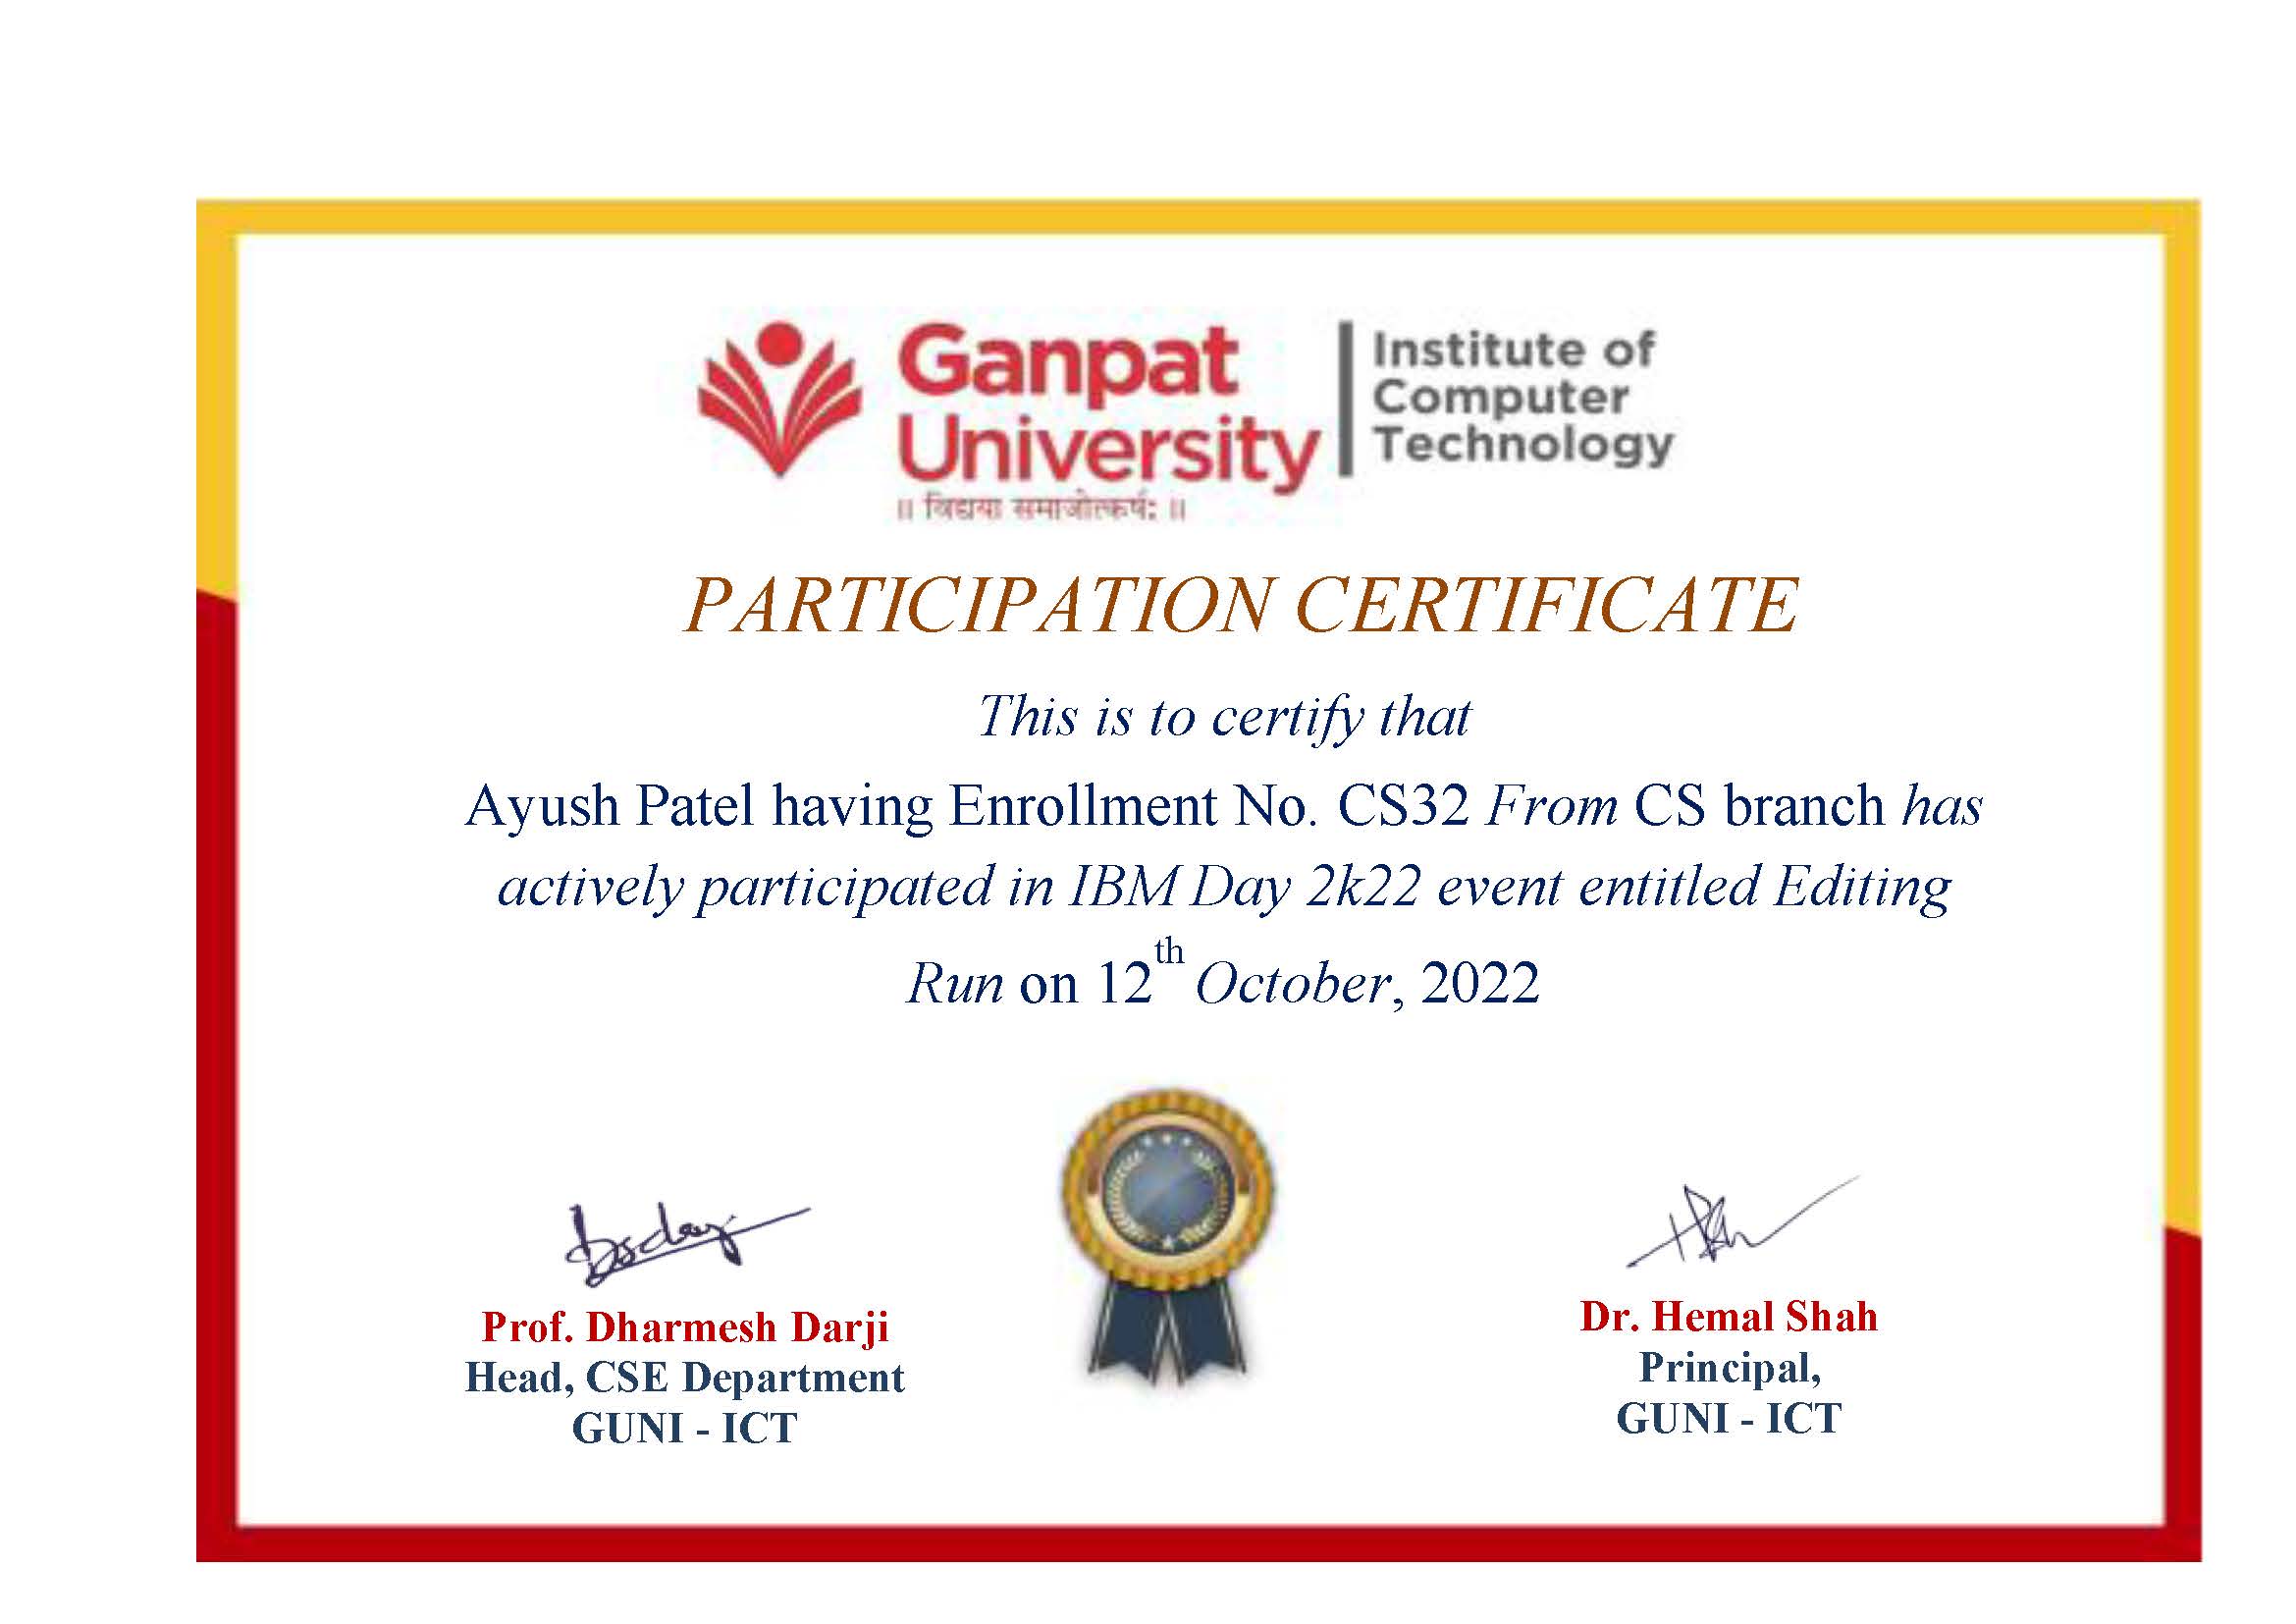 Ganpat
University
॥ विद्यया समाजोत्कर्षः ॥
Institute of
Computer
Technology
PARTICIPATION CERTIFICATE
This is to certify that
Ayush Patel having Enrollment No. CS32 From CS branch has
actively participated in IBM Day 2k22 event entitled Editing
Run on 12th October, 2022
Prof. Dharmesh Darji
Head, CSE Department
GUNI - ICT
Dr. Hemal Shah
Principal,
GUNI - ICT